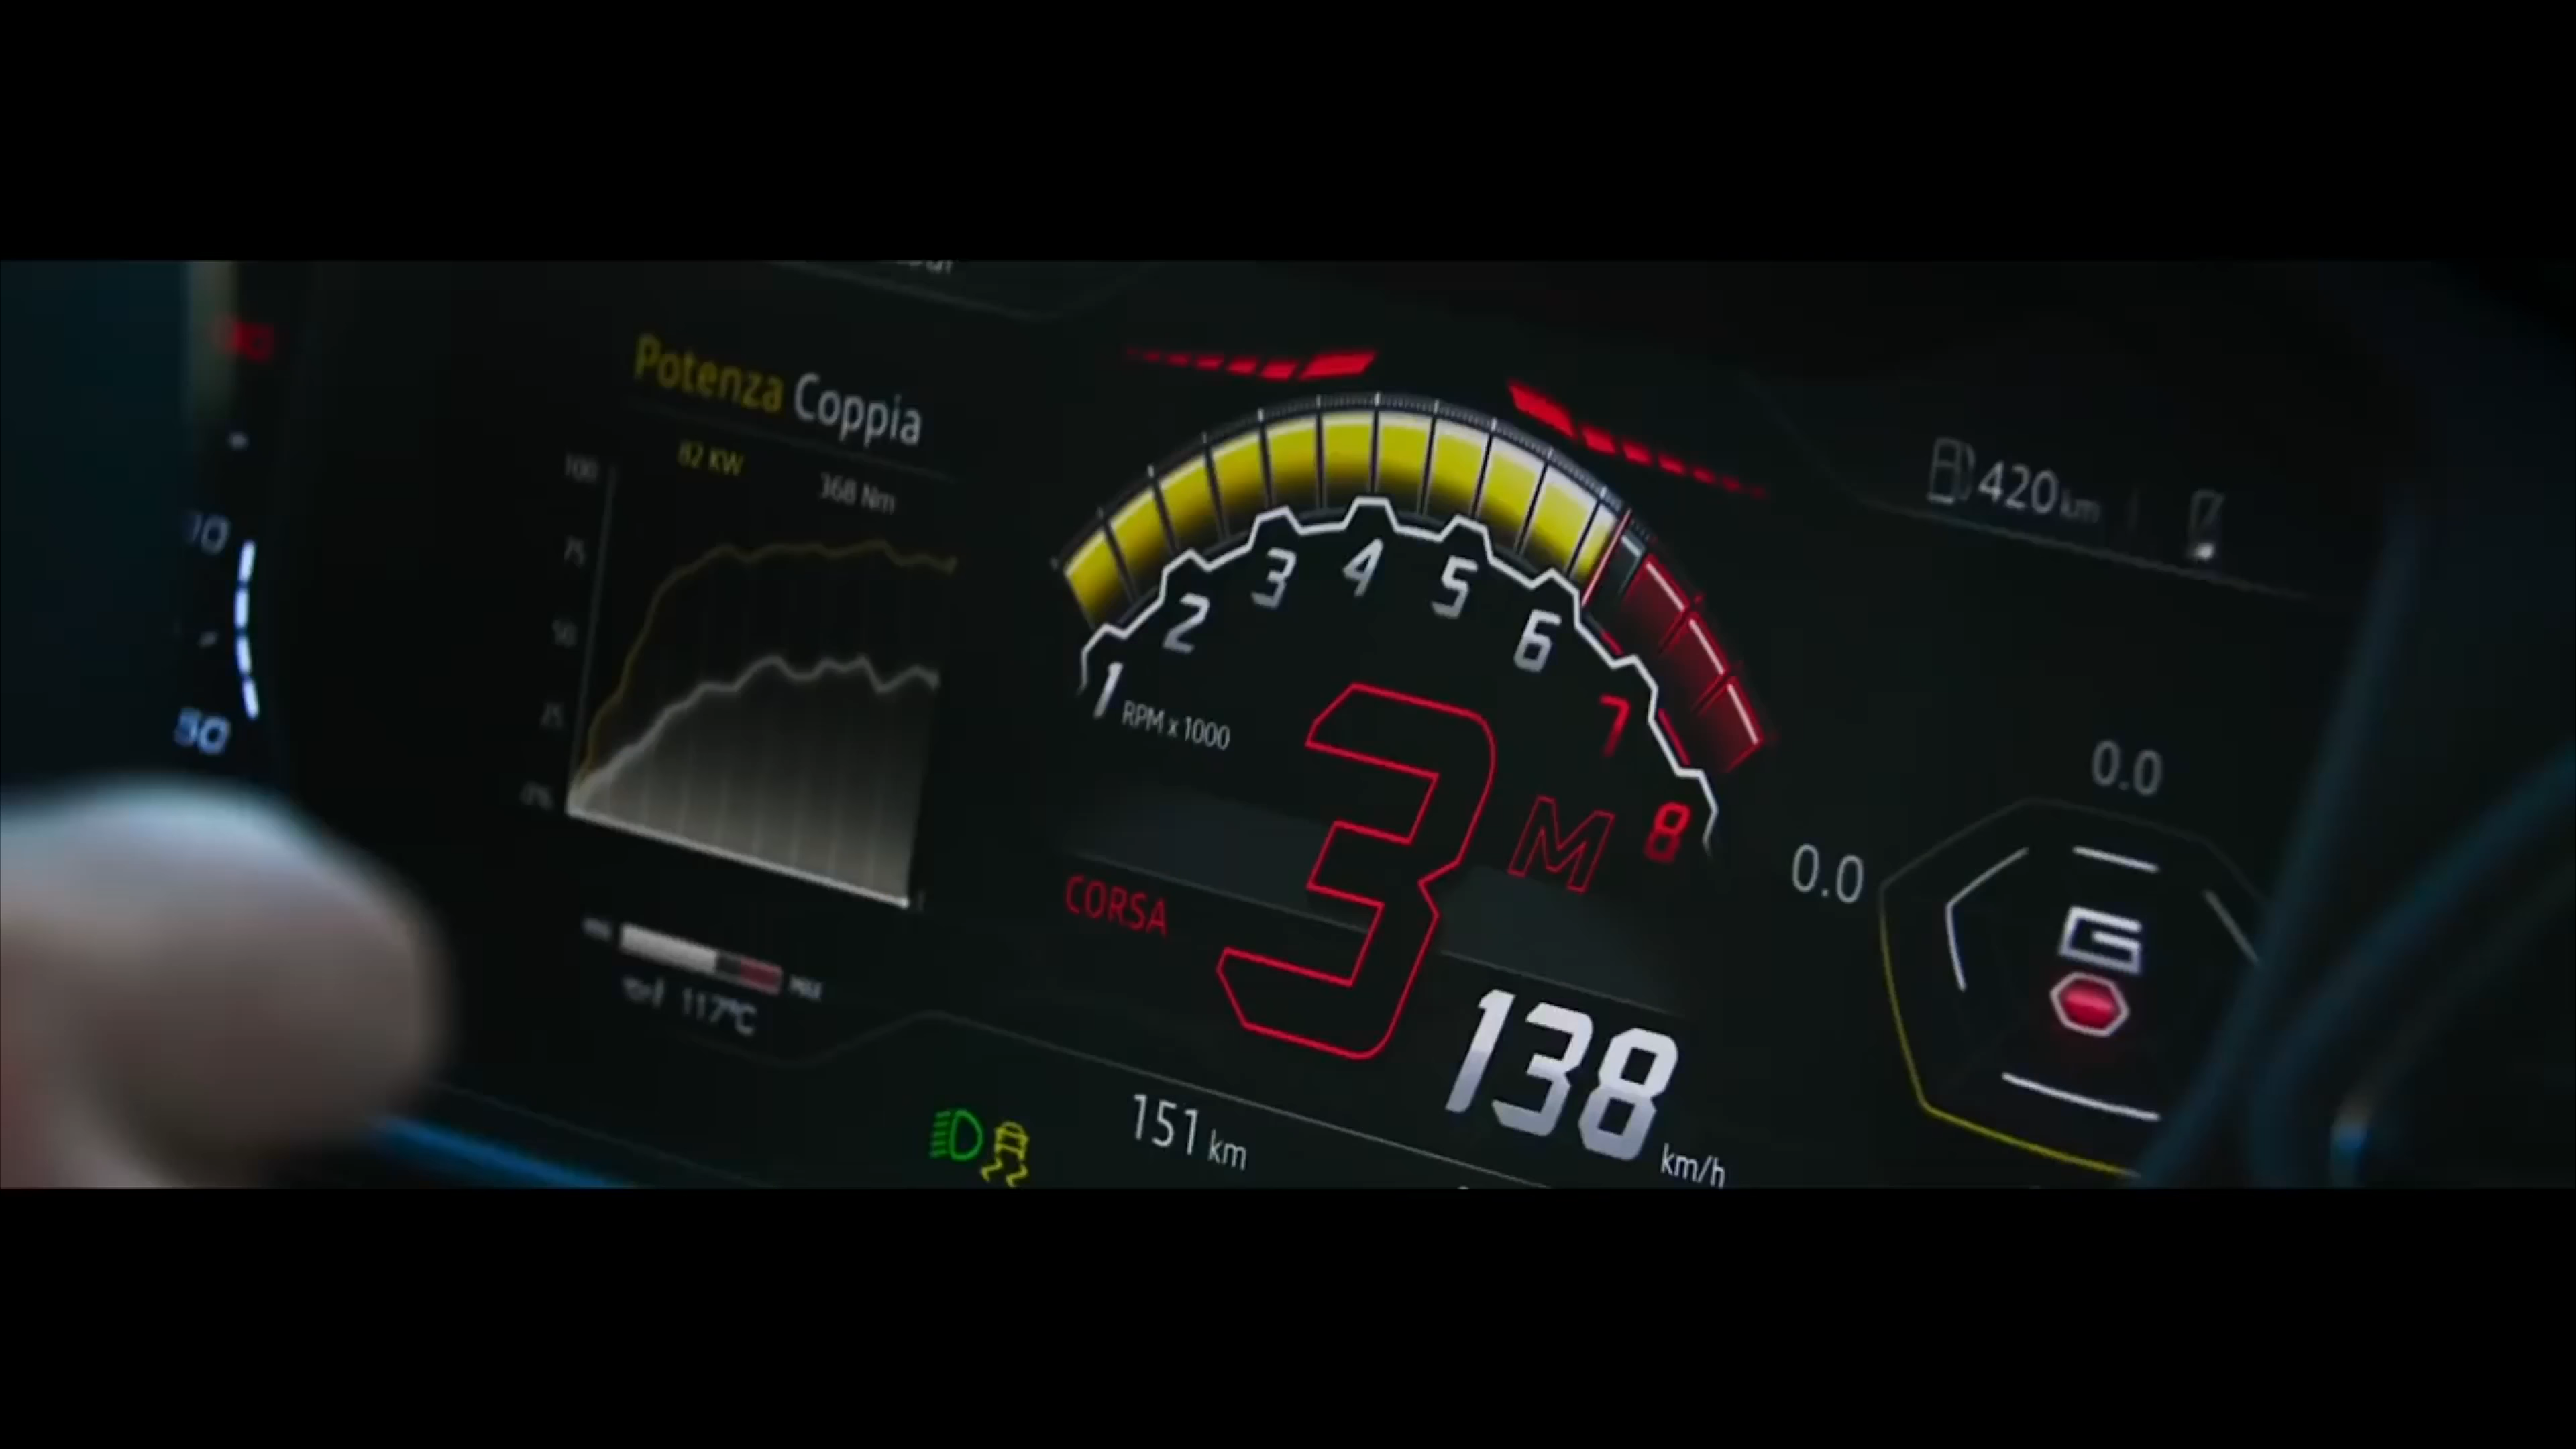 Potenza Coppia
82 KW
368 Nm
100
75
50
25
0%
MAX
117°C
50
1 2 3 4 5 6 7 8
RPM x 1000
3 M
CORSA
138 km/h
151 km
420 km
0.0
0.0
G